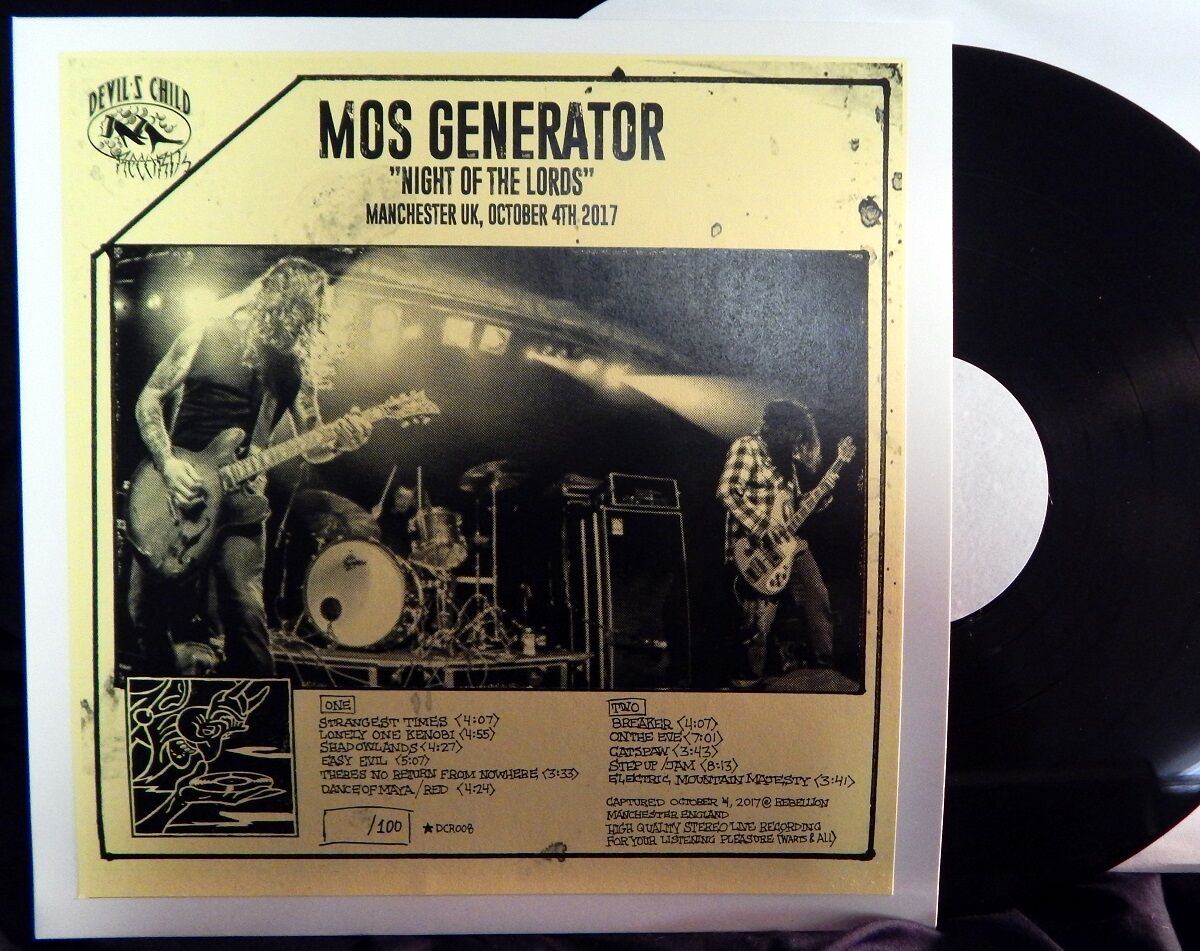 DEVIL'S CHILD
RECORDS
MOS GENERATOR
"NIGHT OF THE LORDS"
MANCHESTER UK, OCTOBER 4TH 2017
ONE
STRANGEST TIMES <4:07>
LONELY ONE KENOBI <4:55>
SHADOWLANDS <4:27>
EASY EVIL <5:07>
THERES NO RETURN FROM NOWHERE <3:33>
DANCE OF MAYA/RED <4:24>
/100
★DCR008
TWO
BREAKER <4:07>
ON THE EVE <7:01>
CATSPAW <3:43>
STEP UP/JAM <8:13>
ELECTRIC MOUNTAIN MAJESTY <3:41>
CAPTURED OCTOBER 4, 2017 @ REBELLION
MANCHESTER ENGLAND
HIGH QUALITY STEREO LIVE RECORDING
FOR YOUR LISTENING PLEASURE (WARTS & ALL)